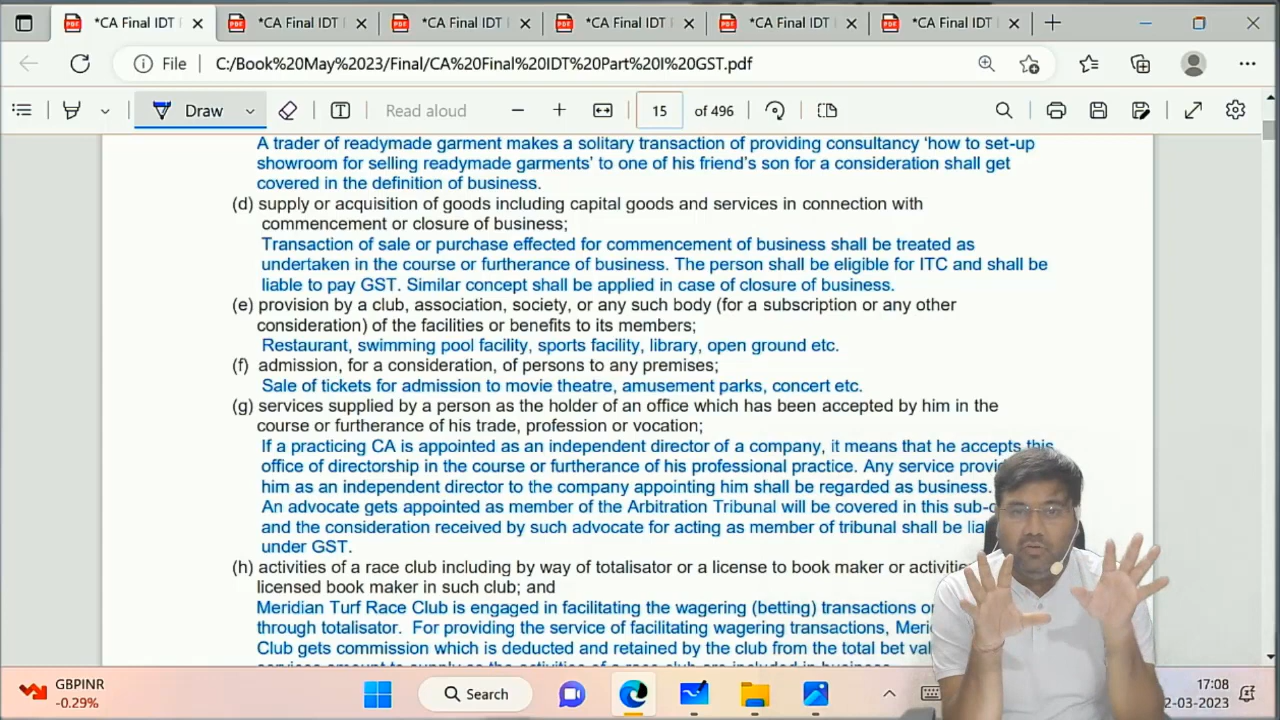 *CA Final IDT
*CA Final IDT
*CA Final IDT
*CA Final IDT
*CA Final IDT
*CA Final IDT
File C:/Book%20May%2023/Final/CA%20Final%20IDT%20Part%20I%20GST.pdf
Draw
Read aloud
15 of 496
A trader of readymade garment makes a solitary transaction of providing consultancy 'how to set-up
showroom for selling readymade garments' to one of his friend's son for a consideration shall get
covered in the definition of business.
(d) supply or acquisition of goods including capital goods and services in connection with
commencement or closure of business;
Transaction of sale or purchase effected for commencement of business shall be treated as
undertaken in the course or furtherance of business. The person shall be eligible for ITC and shall be
liable to pay GST. Similar concept shall be applied in case of closure of business.
(e) provision by a club, association, society, or any such body (for a subscription or any other
consideration) of the facilities or benefits to its members;
Restaurant, swimming pool facility, sports facility, library, open ground etc.
(f) admission, for a consideration, of persons to any premises;
Sale of tickets for admission to movie theatre, amusement parks, concert etc.
(g) services supplied by a person as the holder of an office which has been accepted by him in the
course or furtherance of his trade, profession or vocation;
If a practicing CA is appointed as an independent director of a company, it means that he accepts this
office of directorship in the course or furtherance of his professional practice. Any service
him as an independent director to the company appointing him shall be regarded as business.
An advocate gets appointed as member of the Arbitration Tribunal will be covered in this
and the consideration received by such advocate for acting as member of tribunal shall be
under GST.
(h) activities of a race club including by way of totalisator or a license to book maker or
licensed book maker in such club; and
Meridian Turf Race Club is engaged in facilitating the wagering (betting) transactions
through totalisator. For providing the service of facilitating wagering transactions,
Club gets commission which is deducted and retained by the club from the total bet
GBPINR
-0.29%
Search
17:08
2-03-2023